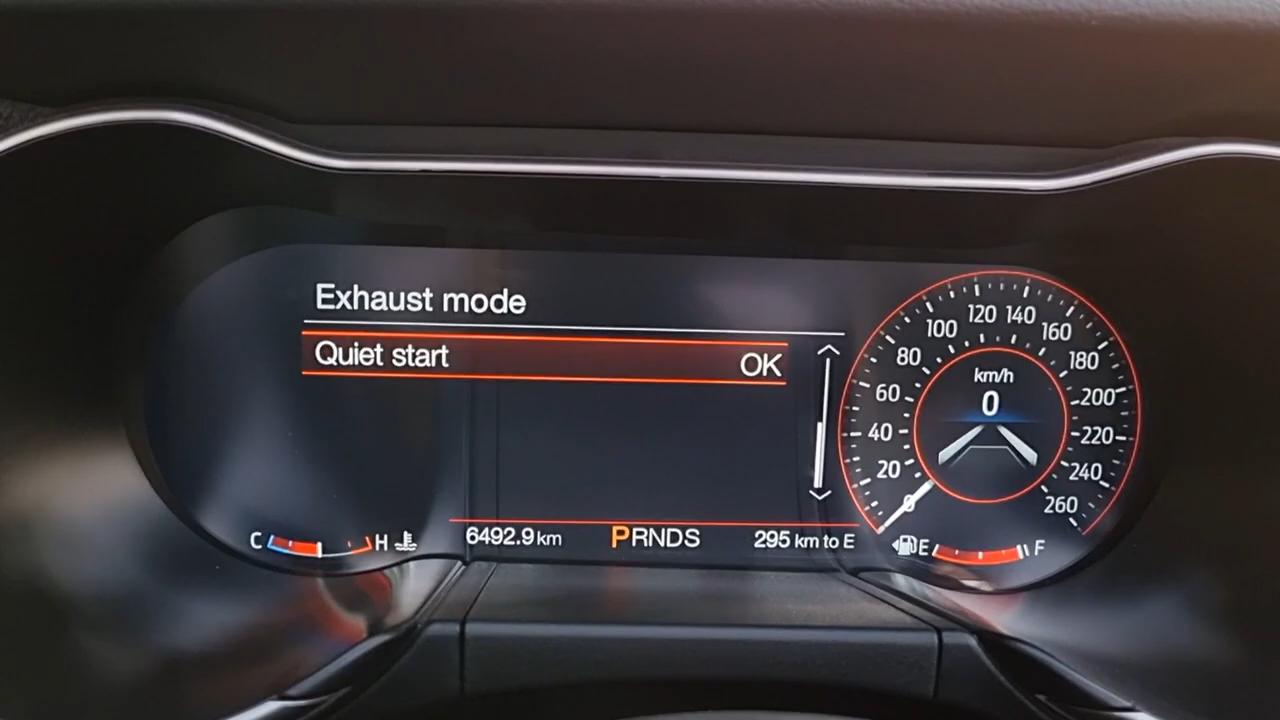 Exhaust mode
Quiet start OK
120 140
100 160
80 180
km/h
60 200
0
40 220
20 240
0 260
C H
6492.9 km PRNDS 295 km to E
E F